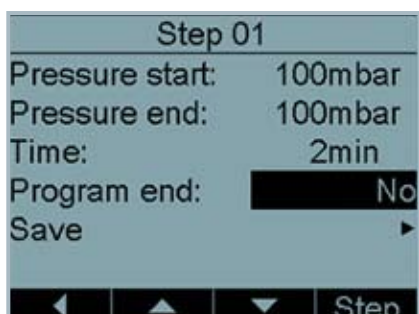 Step 01
Pressure start: 100mbar
Pressure end: 100mbar
Time: 2min
Program end: No
Save
Step